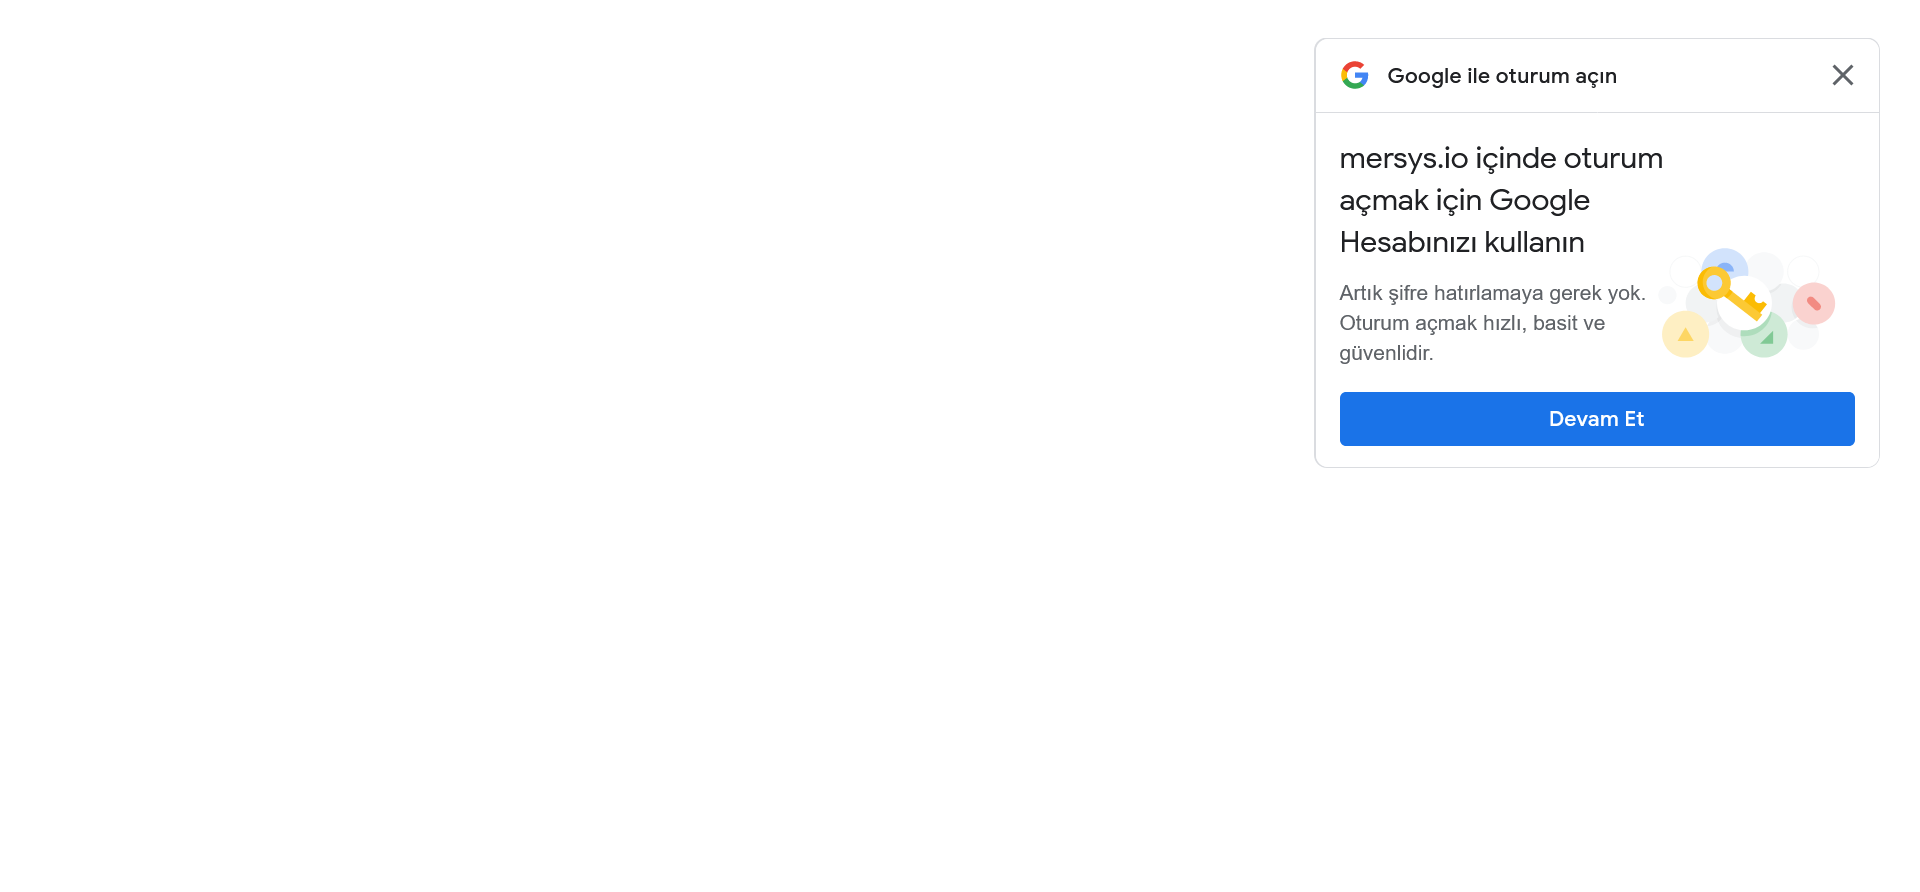 Google ile oturum açın
mersys.io içinde oturum
açmak için Google
Hesabınızı kullanın
Artık şifre hatırlamaya gerek yok.
Oturum açmak hızlı, basit ve
güvenlidir.
Devam Et